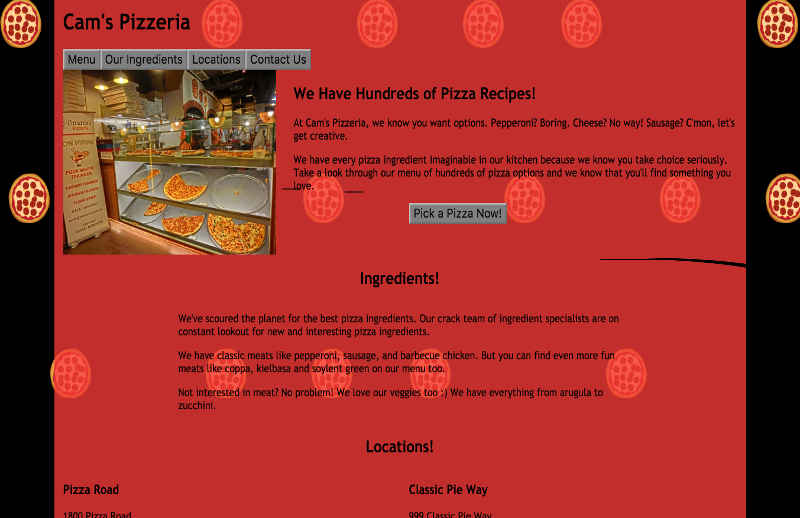 Cam's Pizzeria
Menu
Our Ingredients
Locations
Contact Us
We Have Hundreds of Pizza Recipes!
At Cam's Pizzeria, we know you want options. Pepperoni? Boring. Cheese? No way! Sausage? C'mon, let's
get creative.
We have every pizza ingredient imaginable in our kitchen because we know you take choice seriously.
Take a look through our menu of hundreds of pizza options and we know that you'll find something you
love.
Pick a Pizza Now!
Ingredients!
We've scoured the planet for the best pizza ingredients. Our crack team of ingredient specialists are on
constant lookout for new and interesting pizza ingredients.
We have classic meats like pepperoni, sausage, and barbecue chicken. But you can find even more fun
meats like coppa, kielbasa and soylent green on our menu too.
Not interested in meat? No problem! We love our veggies too :) We have everything from arugula to
zucchini.
Locations!
Pizza Road
Classic Pie Way
1800 Pizza Road
999 Classic Pie Way